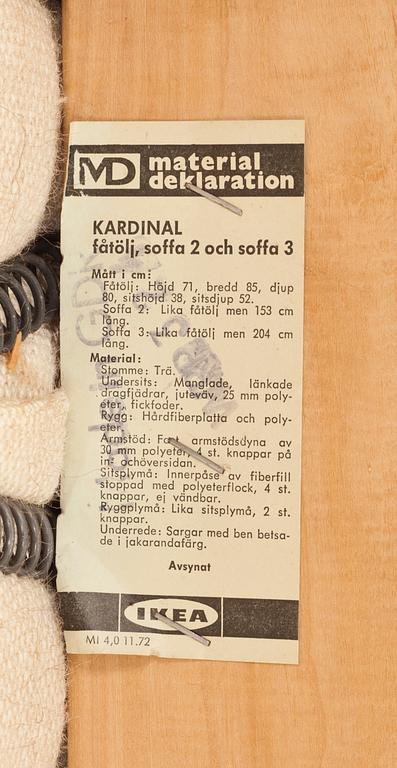 MD material
deklaration
KARDINAL
fåtölj, soffa 2 och soffa 3
Mått i cm:
Fåtölj: Höjd 71, bredd 85, djup
80, sitshöjd 38, sitsdjup 52.
Soffa 2: Lika fåtölj men 153 cm
lång.
Soffa 3: Lika fåtölj men 204 cm
lång.
Material:
Stomme: Trä.
Undersits: Manglade, länkade
dragfjädrar, juteväv, 25 mm poly-
eter, fickfoder.
Rygg: Hårdfiberplatta och poly-
eter.
Armstöd: Fast armstödsdyna av
30 mm polyeter, 4 st. knappar på
in- och översidan.
Sitsplymå: Innerpåse av fiberfill
stoppad med polyeterflock, 4 st.
knappar, ej vändbar.
Ryggplymå: Lika sitsplymå, 2 st.
knappar.
Underrede: Sargar med ben betsa-
de i jakarandafärg.
Avsynat
IKEA
MI 4,0 11.72